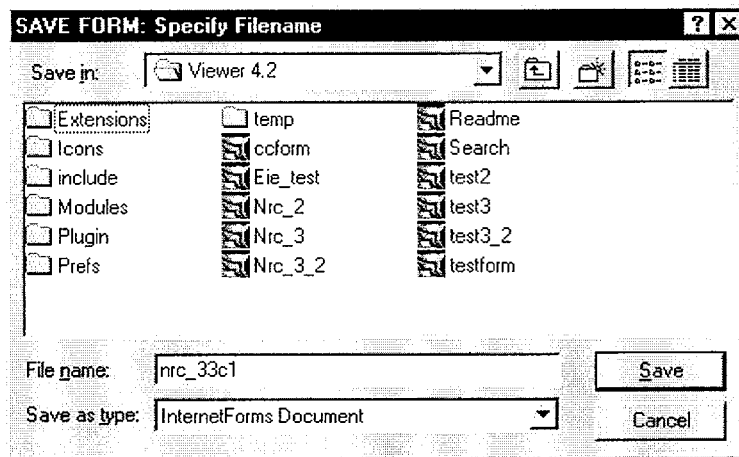 SAVE FORM: Specify Filename
Save in: Viewer 4.2
Extensions temp Readme
Icons ccform Search
include Eie_test test2
Modules Nrc_2 test3
Plugin Nrc_3 test3_2
Prefs Nrc_3_2 testform
File name: nrc_33c1 Save
Save as type: InternetForms Document Cancel